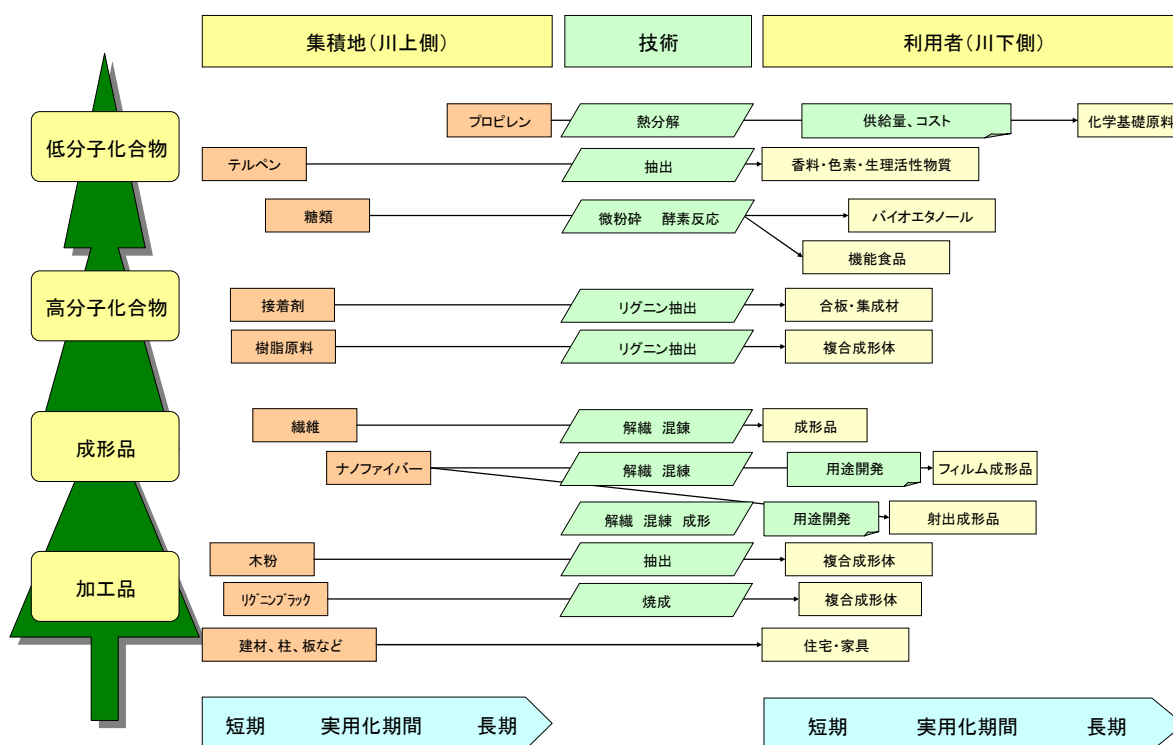 集積地(川上側)
技術
利用者(川下側)
低分子化合物
プロピレン
熱分解
供給量、コスト
化学基礎原料
テルペン
抽出
香料・色素・生理活性物質
糖類
微粉砕 酵素反応
バイオエタノール
機能食品
高分子化合物
接着剤
リグニン抽出
合板・集成材
樹脂原料
リグニン抽出
複合成形体
成形品
繊維
解繊 混錬
成形品
ナノファイバー
解繊 混練
用途開発
フィルム成形品
解繊 混練 成形
用途開発
射出成形品
加工品
木粉
抽出
複合成形体
リグニンブラック
焼成
複合成形体
建材、柱、板など
住宅・家具
短期 実用化期間 長期
短期 実用化期間 長期